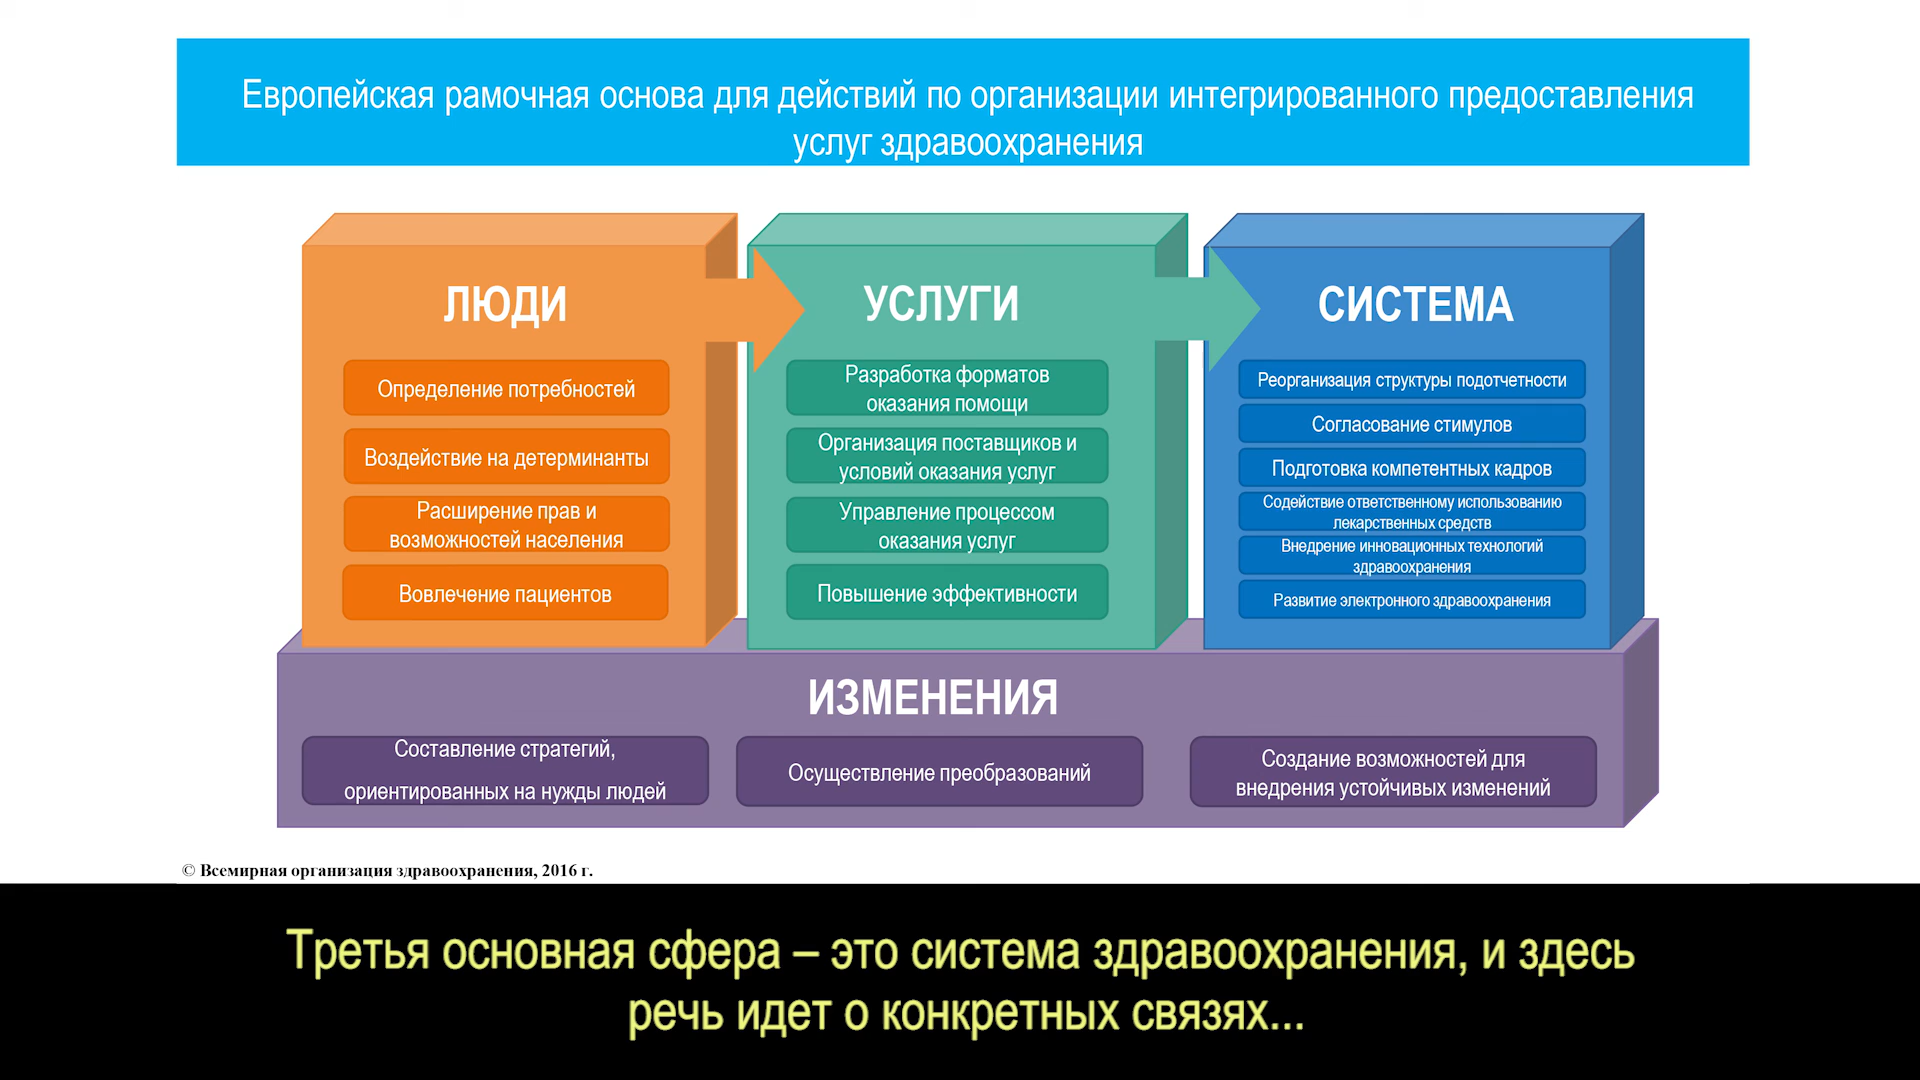 Европейская рамочная основа для действий по организации интегрированного предоставления
услуг здравоохранения
ЛЮДИ
Определение потребностей
Воздействие на детерминанты
Расширение прав и
возможностей населения
Вовлечение пациентов
УСЛУГИ
Разработка форматов
оказания помощи
Организация поставщиков и
условий оказания услуг
Управление процессом
оказания услуг
Повышение эффективности
СИСТЕМА
Реорганизация структуры подотчетности
Согласование стимулов
Подготовка компетентных кадров
Содействие ответственному использованию
лекарственных средств
Внедрение инновационных технологий
здравоохранения
Развитие электронного здравоохранения
ИЗМЕНЕНИЯ
Составление стратегий,
ориентированных на нужды людей
Осуществление преобразований
Создание возможностей для
внедрения устойчивых изменений
© Всемирная организация здравоохранения, 2016 г.
Третья основная сфера – это система здравоохранения, и здесь
речь идет о конкретных связях...